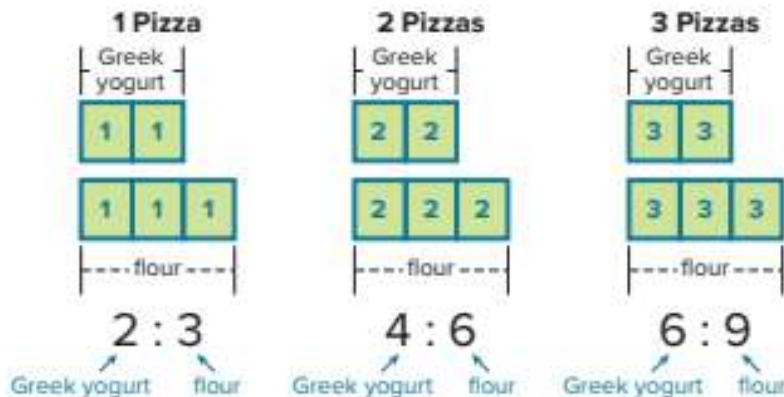 1 Pizza
2 Pizzas
3 Pizzas
Greek
yogurt
Greek
yogurt
Greek
yogurt
1 1
2 2
3 3
1 1 1
2 2 2
3 3 3
flour
flour
flour
2 : 3
4 : 6
6 : 9
Greek yogurt flour
Greek yogurt flour
Greek yogurt flour